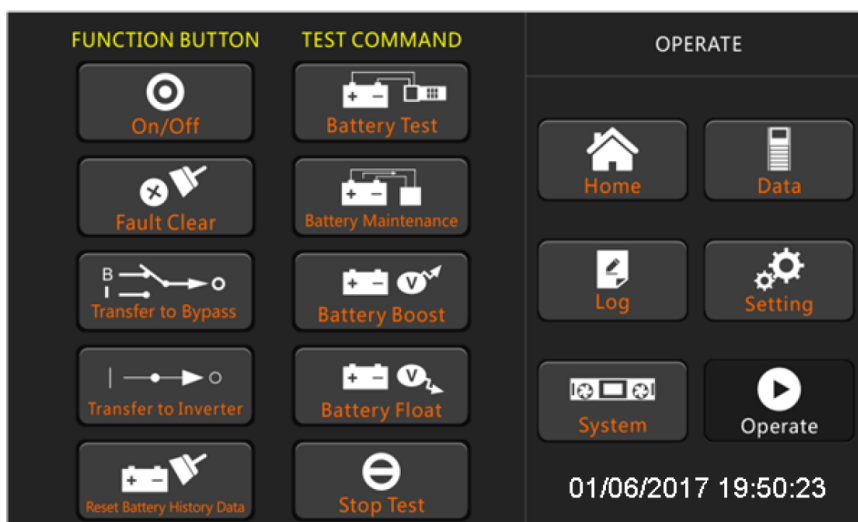 FUNCTION BUTTON
TEST COMMAND
OPERATE
On/Off
Battery Test
Home
Data
Fault Clear
Battery Maintenance
B
I
Transfer to Bypass
V
Battery Boost
Log
Setting
Transfer to Inverter
V
Battery Float
System
Operate
Reset Battery History Data
Stop Test
01/06/2017 19:50:23